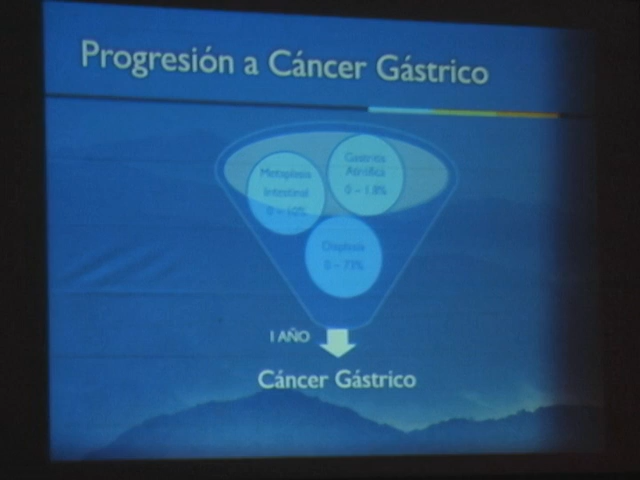 Progresión a Cáncer Gástrico
Gastritis
Atrófica
0 – 1.8%
Metaplasia
Intestinal
0 – 10%
Displasia
0 – 73%
1 AÑO
Cáncer Gástrico